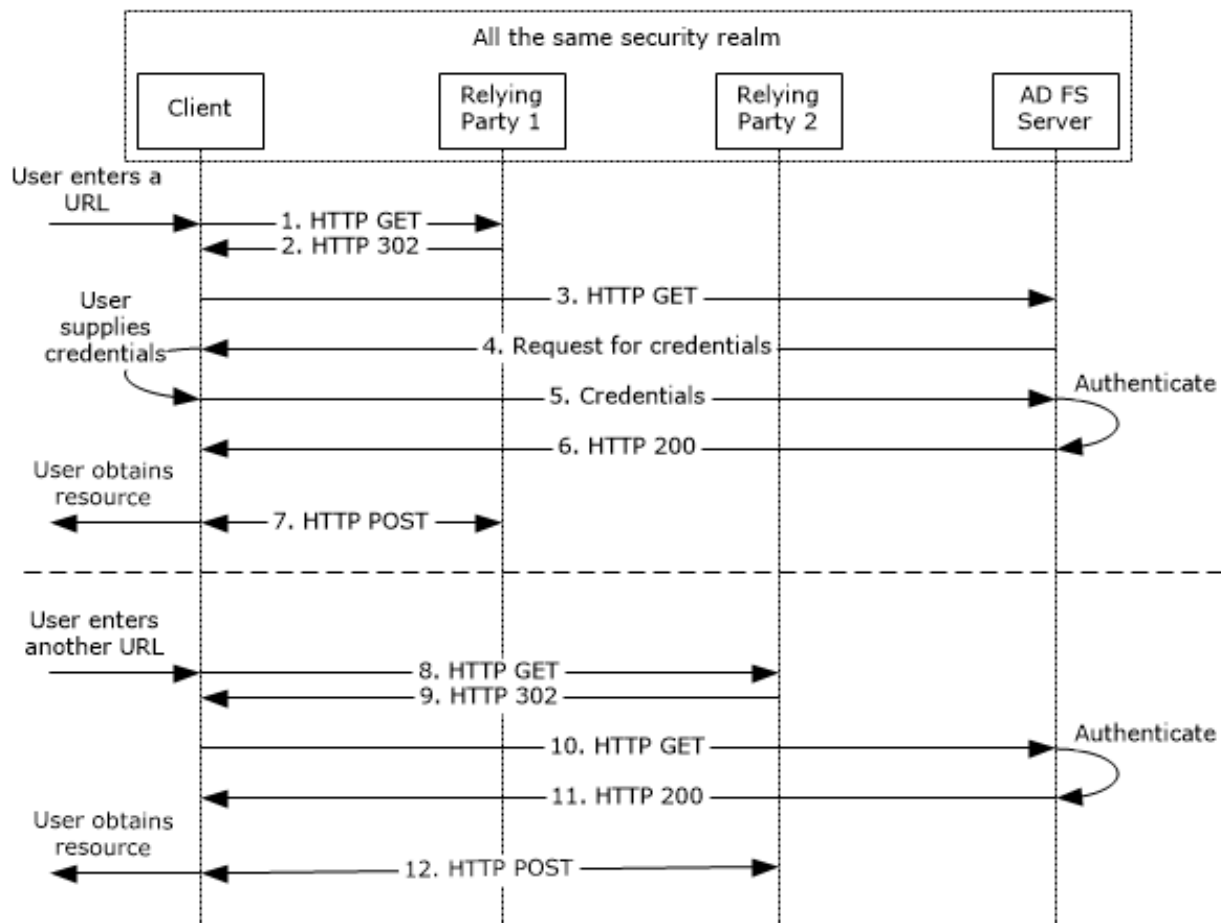 All the same security realm
Client
Relying
Party 1
Relying
Party 2
AD FS
Server
User enters a
URL
1. HTTP GET
2. HTTP 302
3. HTTP GET
User
supplies
credentials
4. Request for credentials
5. Credentials
Authenticate
6. HTTP 200
User obtains
resource
7. HTTP POST
User enters
another URL
8. HTTP GET
9. HTTP 302
10. HTTP GET
Authenticate
11. HTTP 200
User obtains
resource
12. HTTP POST